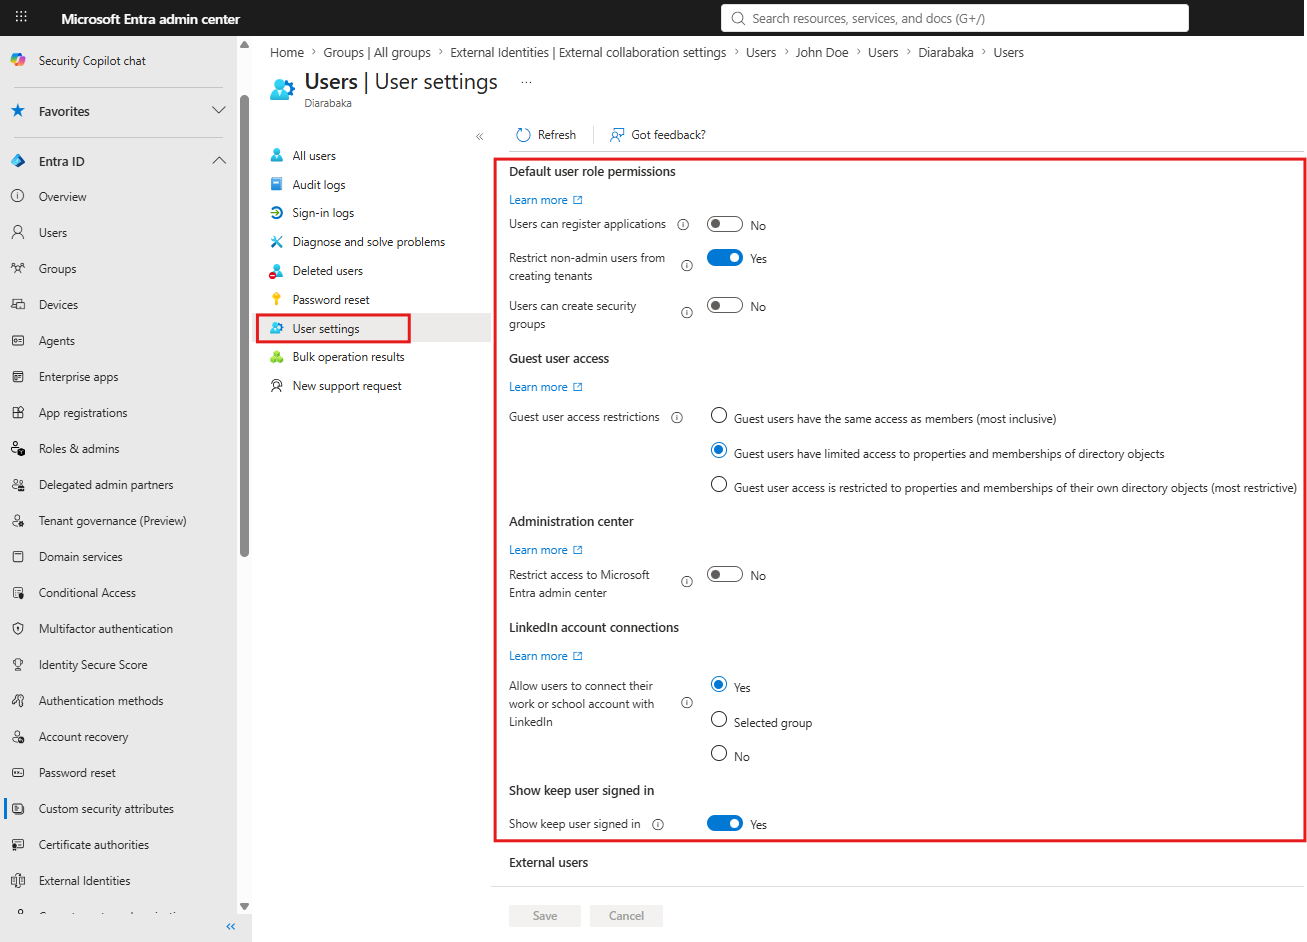 Microsoft Entra admin center
Search resources, services, and docs (G+/)
Security Copilot chat
Favorites
Entra ID
Overview
Users
Groups
Devices
Agents
Enterprise apps
App registrations
Roles & admins
Delegated admin partners
Tenant governance (Preview)
Domain services
Conditional Access
Multifactor authentication
Identity Secure Score
Authentication methods
Account recovery
Password reset
Custom security attributes
Certificate authorities
External Identities
Home > Groups | All groups > External Identities | External collaboration settings > Users > John Doe > Users > Diarabaka > Users
Users | User settings ...
Diarabaka
All users
Audit logs
Sign-in logs
Diagnose and solve problems
Deleted users
Password reset
User settings
Bulk operation results
New support request
Refresh
Got feedback?
Default user role permissions
Learn more
Users can register applications
No
Restrict non-admin users from
creating tenants
Yes
Users can create security
groups
No
Guest user access
Learn more
Guest user access restrictions
Guest users have the same access as members (most inclusive)
Guest users have limited access to properties and memberships of directory objects
Guest user access is restricted to properties and memberships of their own directory objects (most restrictive)
Administration center
Learn more
Restrict access to Microsoft
Entra admin center
No
LinkedIn account connections
Learn more
Allow users to connect their
work or school account with
LinkedIn
Yes
Selected group
No
Show keep user signed in
Show keep user signed in
Yes
External users
Save
Cancel